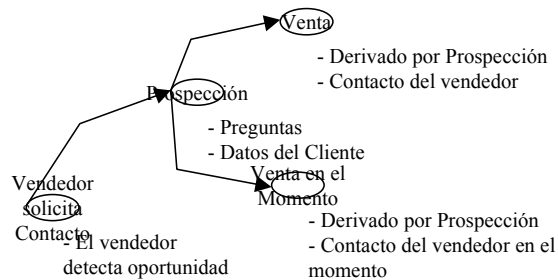 Venta
- Derivado por Prospección
- Contacto del vendedor
Prospección
- Preguntas
- Datos del Cliente
Venta en el
Momento
- Derivado por Prospección
- Contacto del vendedor en el
momento
Vendedor
solicita
Contacto
- El vendedor
detecta oportunidad